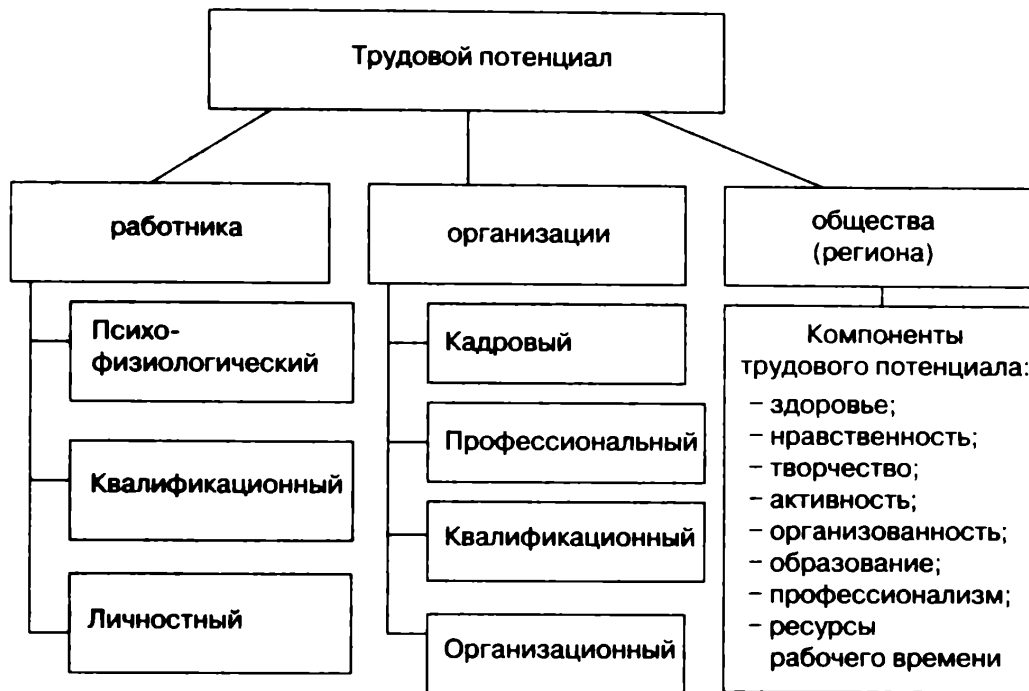 Трудовой потенциал
работника
Психо-
физиологический
Квалификационный
Личностный
организации
Кадровый
Профессиональный
Квалификационный
Организационный
общества
(региона)
Компоненты
трудового потенциала:
– здоровье;
– нравственность;
– творчество;
– активность;
– организованность;
– образование;
– профессионализм;
– ресурсы
рабочего времени